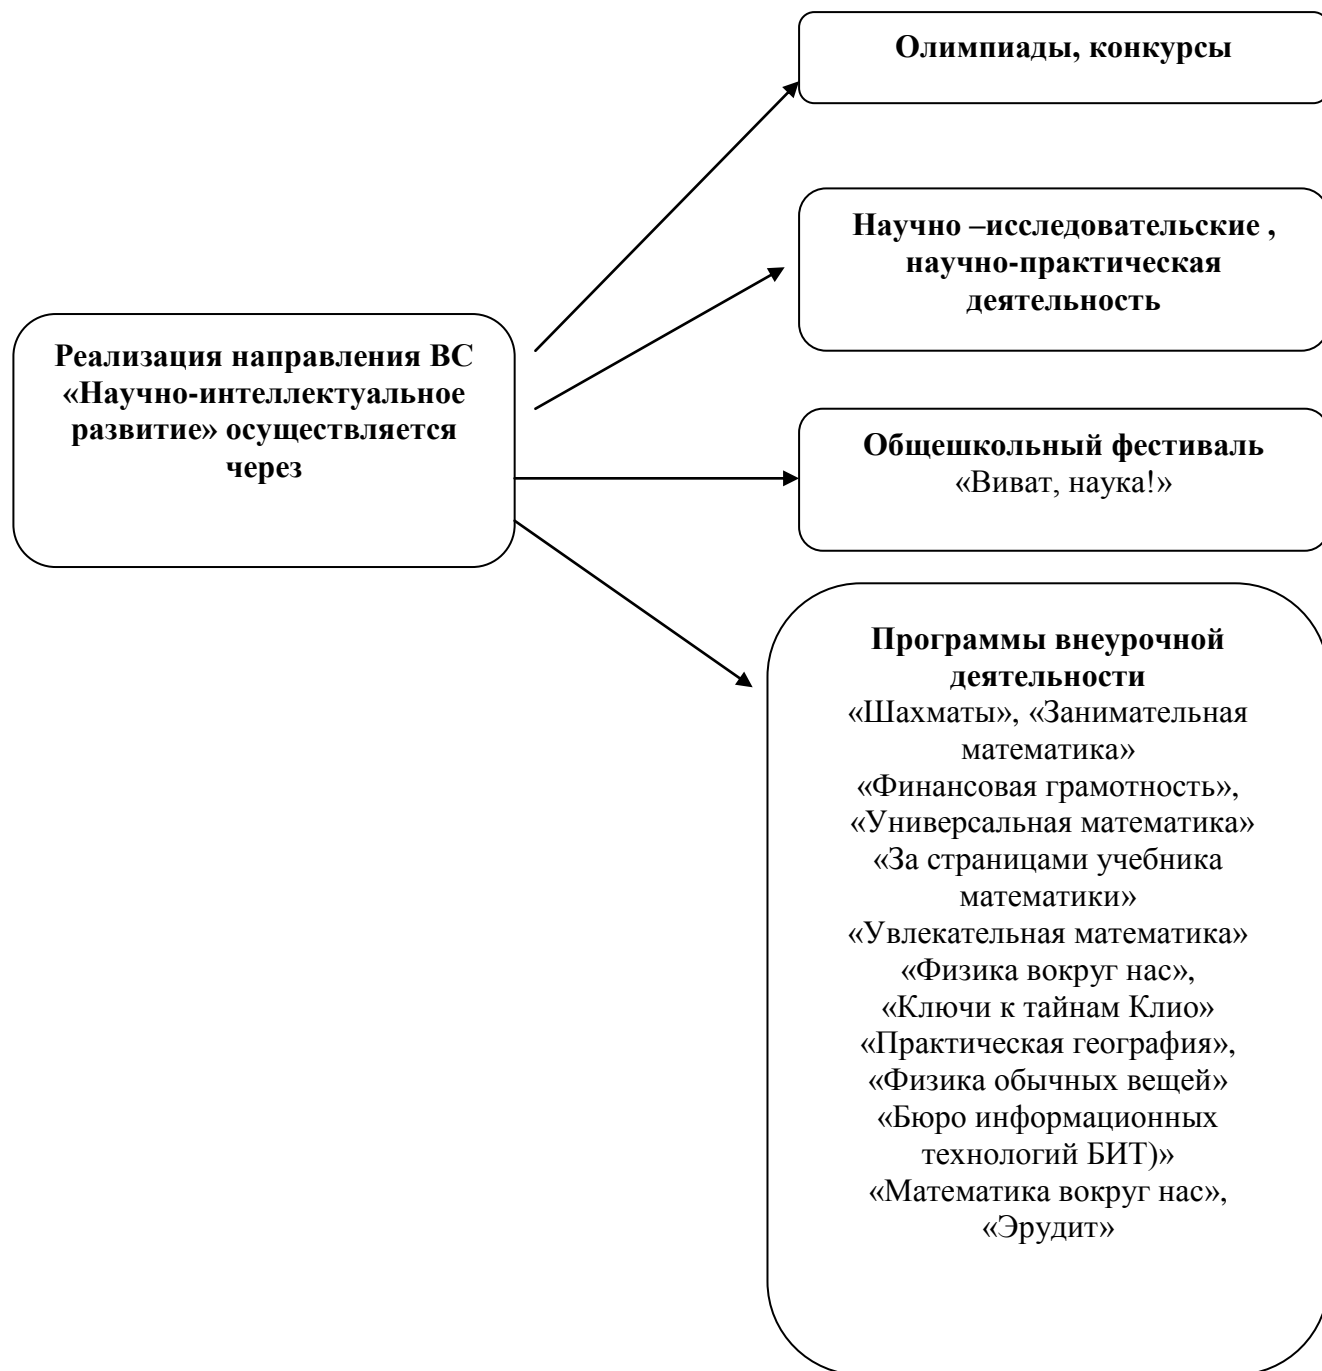 Олимпиады, конкурсы
Научно –исследовательские ,
научно-практическая
деятельность
Реализация направления ВС
«Научно-интеллектуальное
развитие» осуществляется
через
Общешкольный фестиваль
«Виват, наука!»
Программы внеурочной
деятельности
«Шахматы», «Занимательная
математика»
«Финансовая грамотность»,
«Универсальная математика»
«За страницами учебника
математики»
«Увлекательная математика»
«Физика вокруг нас»,
«Ключи к тайнам Клио»
«Практическая география»,
«Физика обычных вещей»
«Бюро информационных
технологий БИТ)»
«Математика вокруг нас»,
«Эрудит»